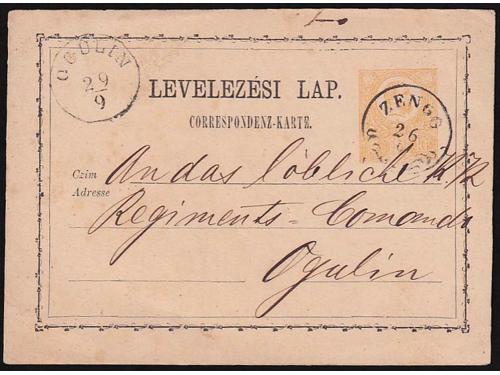 OGULIN
29
9
LEVELEZÉSI LAP.
CORRESPONDENZ-KARTE.
ZENGG
26
Czim
Adresse
An das löbliche K. K.
Regiments-Comando
Ogulin